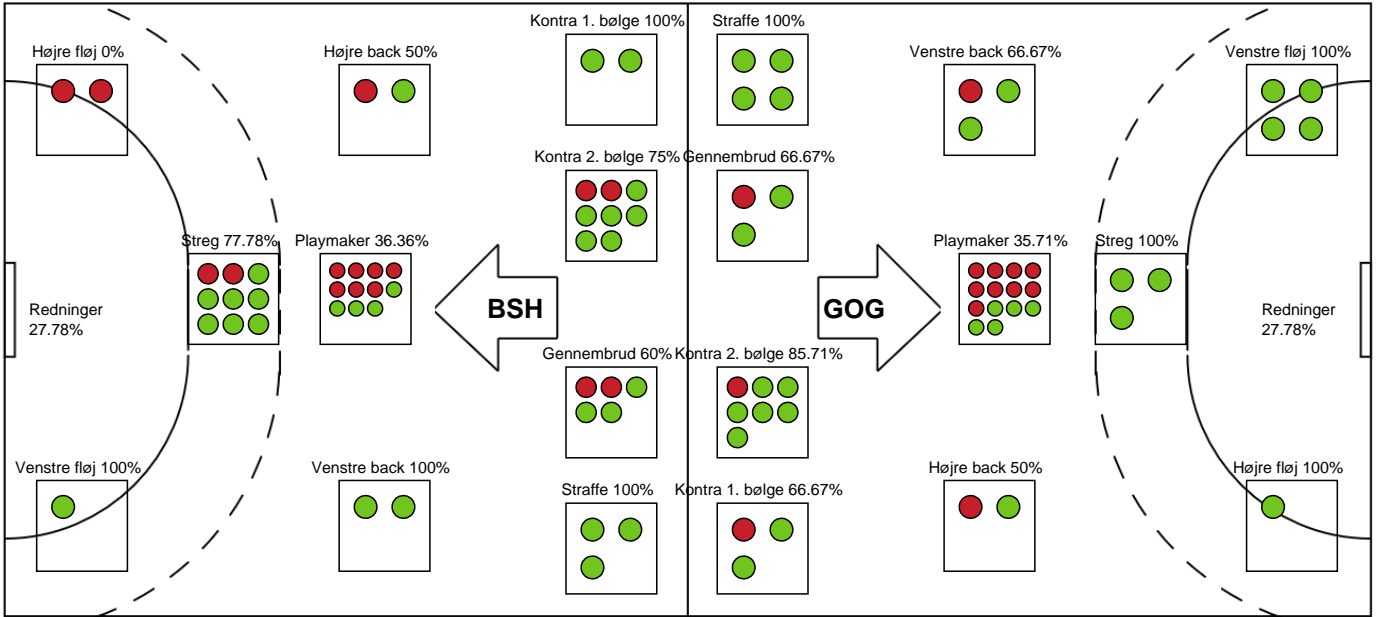 Kontra 1. bølge 100%
Straffe 100%
Højre fløj 0%
Højre back 50%
Venstre back 66.67%
Venstre fløj 100%
Kontra 2. bølge 75%
Gennembrud 66.67%
Streg 77.78%
Playmaker 36.36%
Playmaker 35.71%
Streg 100%
Redninger
27.78%
BSH
GOG
Redninger
27.78%
Gennembrud 60%
Kontra 2. bølge 85.71%
Venstre fløj 100%
Venstre back 100%
Straffe 100%
Kontra 1. bølge 66.67%
Højre back 50%
Højre fløj 100%